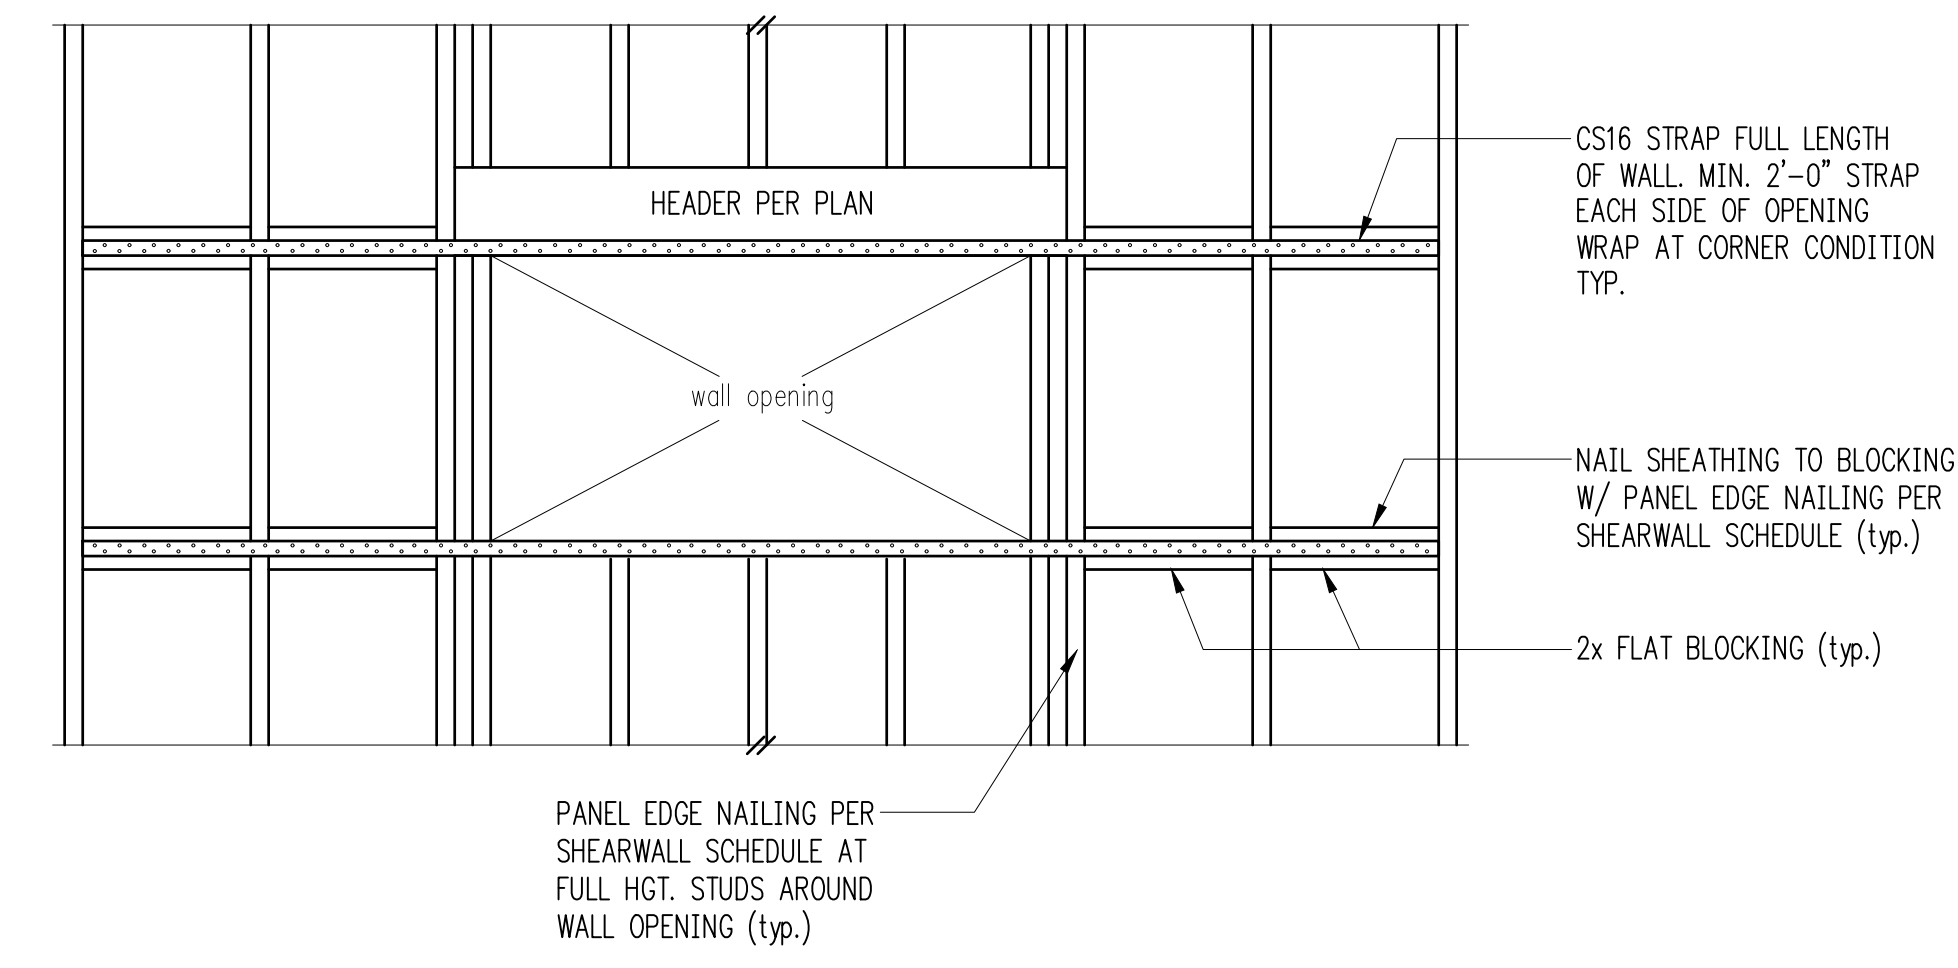 HEADER PER PLAN
CS16 STRAP FULL LENGTH
OF WALL. MIN. 2'-0" STRAP
EACH SIDE OF OPENING
WRAP AT CORNER CONDITION
TYP.
wall opening
NAIL SHEATHING TO BLOCKING
W/ PANEL EDGE NAILING PER
SHEARWALL SCHEDULE (typ.)
2x FLAT BLOCKING (typ.)
PANEL EDGE NAILING PER
SHEARWALL SCHEDULE AT
FULL HGT. STUDS AROUND
WALL OPENING (typ.)